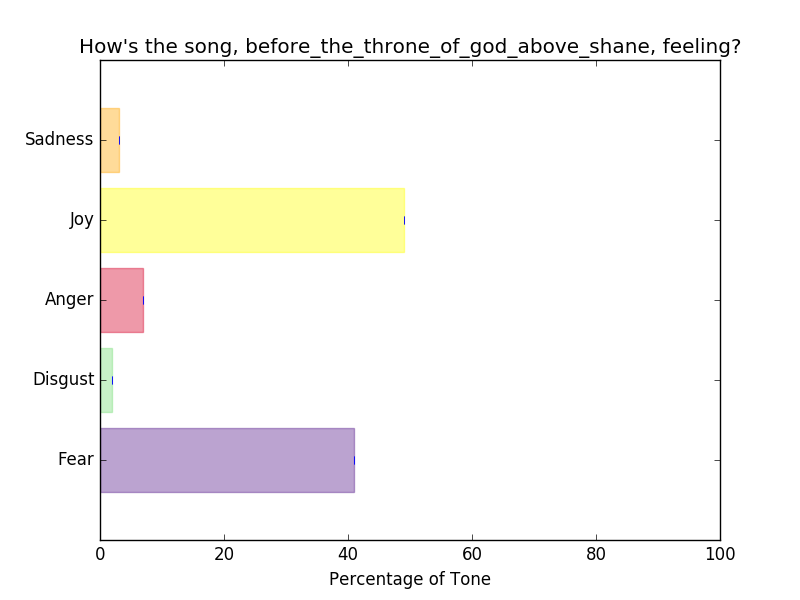 How's the song, before_the_throne_of_god_above_shane, feeling?
Sadness
Joy
Anger
Disgust
Fear
0 20 40 60 80 100
Percentage of Tone